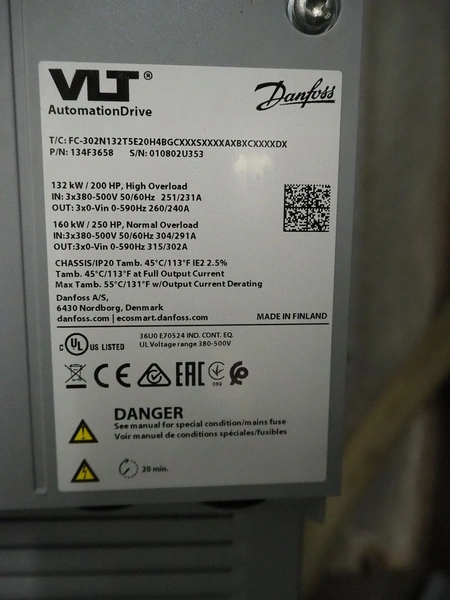 VLT®
Danfoss
AutomationDrive
T/C: FC-302N132T5E20H4BGCXXXSXXXXAXBXCXXXXDX
P/N: 134F3658 S/N: 010802U353
132 kW / 200 HP, High Overload
IN: 3x380-500V 50/60Hz 251/231A
OUT: 3x0-Vin 0-590Hz 260/240A
160 kW / 250 HP, Normal Overload
IN:3x380-500V 50/60Hz 304/291A
OUT:3x0-Vin 0-590Hz 315/302A
CHASSIS/IP20 Tamb. 45°C/113°F IE2 2.5%
Tamb. 45°C/113°F at Full Output Current
Max Tamb. 55°C/131°F w/Output Current Derating
Danfoss A/S,
6430 Nordborg, Denmark
danfoss.com | ecosmart.danfoss.com MADE IN FINLAND
C UL US LISTED 36U0 E70524 IND. CONT. EQ.
UL Voltage range 380-500V
CE EAC
089
DANGER
See manual for special condition/mains fuse
Voir manuel de conditions spéciales/fusibles
20 min.